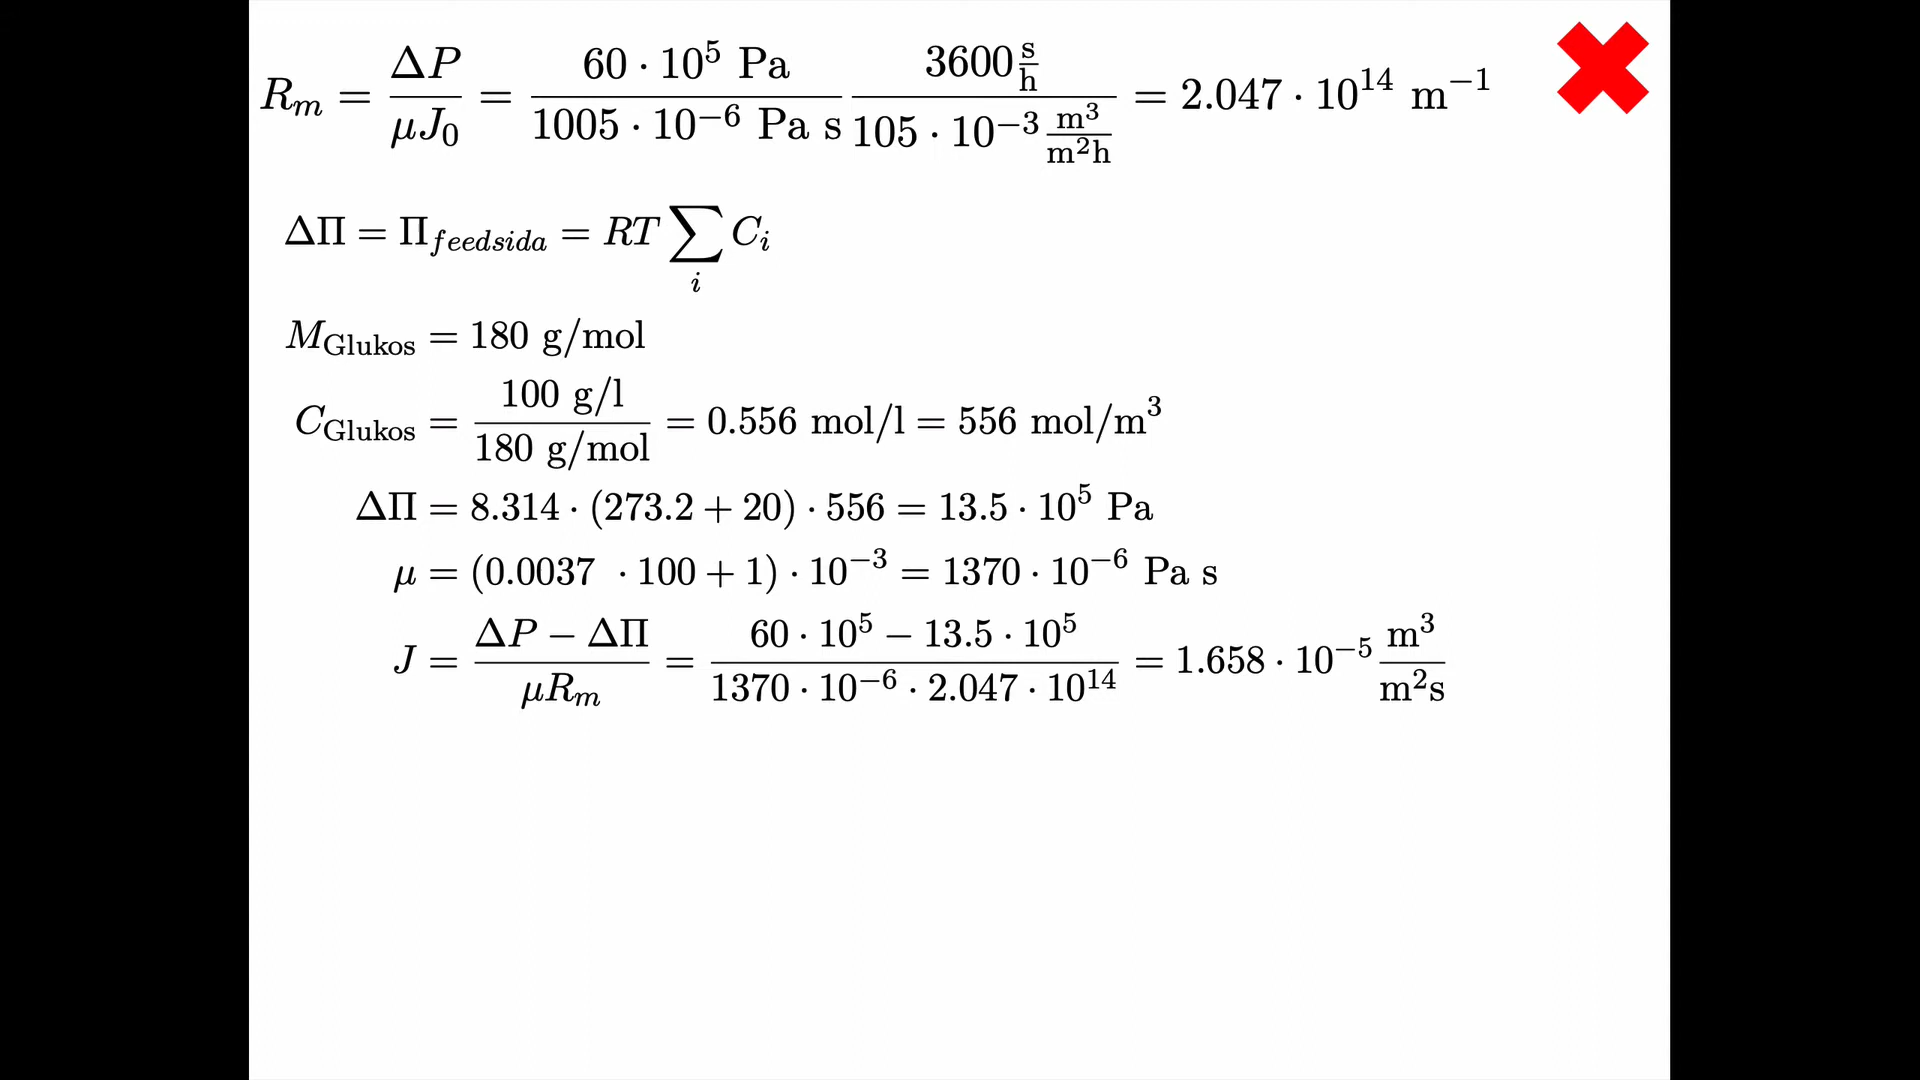 R_m = ΔP / μJ_0 = 60 · 10^5 Pa / 1005 · 10^−6 Pa s 3600 s/h / 105 · 10^−3 m^3/m^2h = 2.047 · 10^14 m^−1
ΔΠ = Π_feedsida = RT ∑_i C_i
M_Glukos = 180 g/mol
C_Glukos = 100 g/l / 180 g/mol = 0.556 mol/l = 556 mol/m^3
ΔΠ = 8.314 · (273.2 + 20) · 556 = 13.5 · 10^5 Pa
μ = (0.0037 · 100 + 1) · 10^−3 = 1370 · 10^−6 Pa s
J = ΔP − ΔΠ / μR_m = 60 · 10^5 − 13.5 · 10^5 / 1370 · 10^−6 · 2.047 · 10^14 = 1.658 · 10^−5 m^3/m^2s